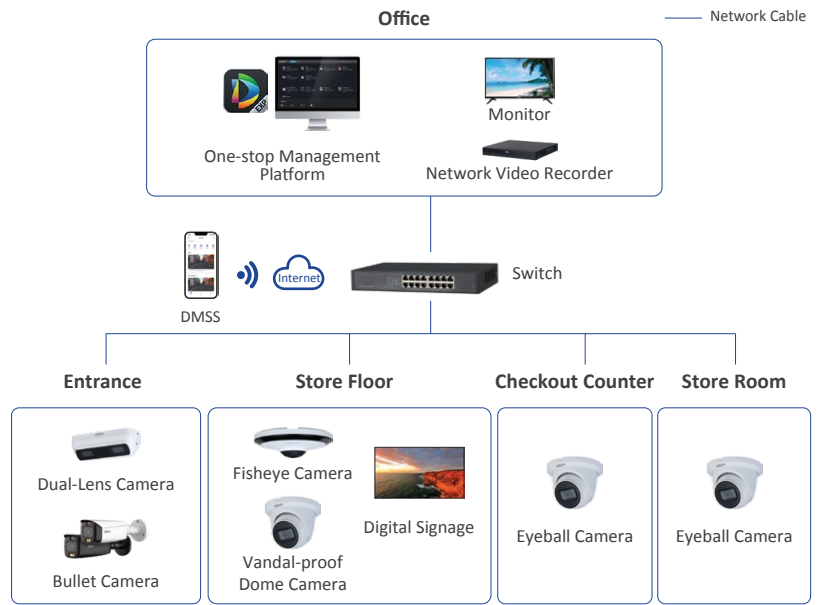 Office
Network Cable
EXP
One-stop Management
Platform
Monitor
Network Video Recorder
DMSS
Internet
Switch
Entrance
Store Floor
Checkout Counter
Store Room
Dual-Lens Camera
Bullet Camera
Fisheye Camera
Vandal-proof
Dome Camera
Digital Signage
Eyeball Camera
Eyeball Camera